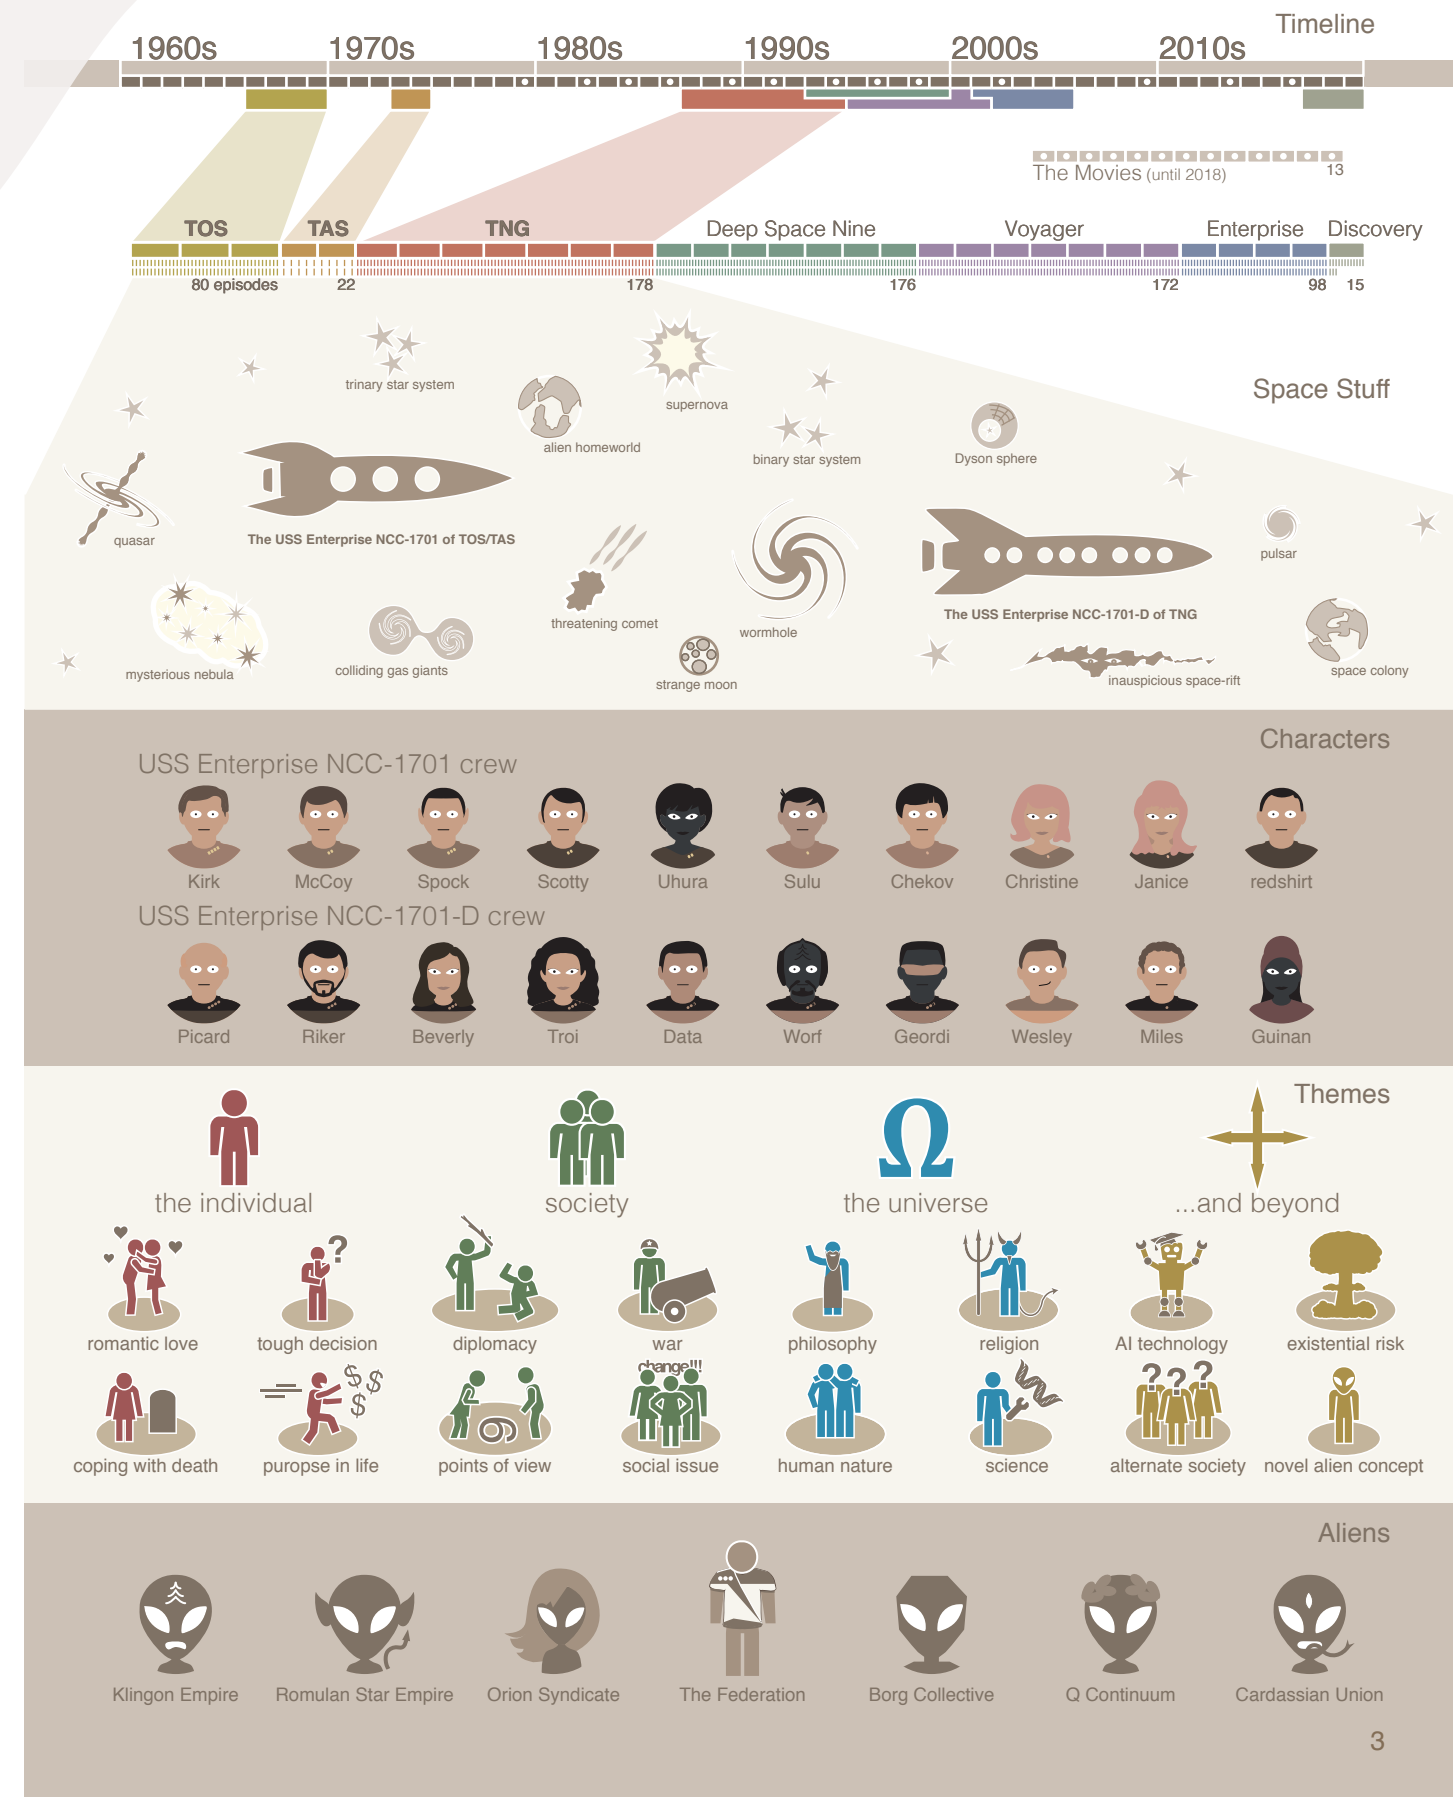 Timeline
1960s 1970s 1980s 1990s 2000s 2010s
The Movies (until 2018) 13
TOS TAS TNG Deep Space Nine Voyager Enterprise Discovery
80 episodes 22 178 176 172 98 15
Space Stuff
trinary star system
supernova
alien homeworld
binary star system
Dyson sphere
quasar
The USS Enterprise NCC-1701 of TOS/TAS
pulsar
threatening comet
wormhole
The USS Enterprise NCC-1701-D of TNG
mysterious nebula
colliding gas giants
strange moon
inauspicious space-rift
space colony
Characters
USS Enterprise NCC-1701 crew
Kirk McCoy Spock Scotty Uhura Sulu Chekov Christine Janice redshirt
USS Enterprise NCC-1701-D crew
Picard Riker Beverly Troi Data Worf Geordi Wesley Miles Guinan
Themes
Ω
the individual society the universe ...and beyond
?
romantic love tough decision diplomacy war philosophy religion AI technology existential risk
change!!!
$ $ $
? ? ?
69
coping with death puropse in life points of view social issue human nature science alternate society novel alien concept
Aliens
Klingon Empire Romulan Star Empire Orion Syndicate The Federation Borg Collective Q Continuum Cardassian Union
3